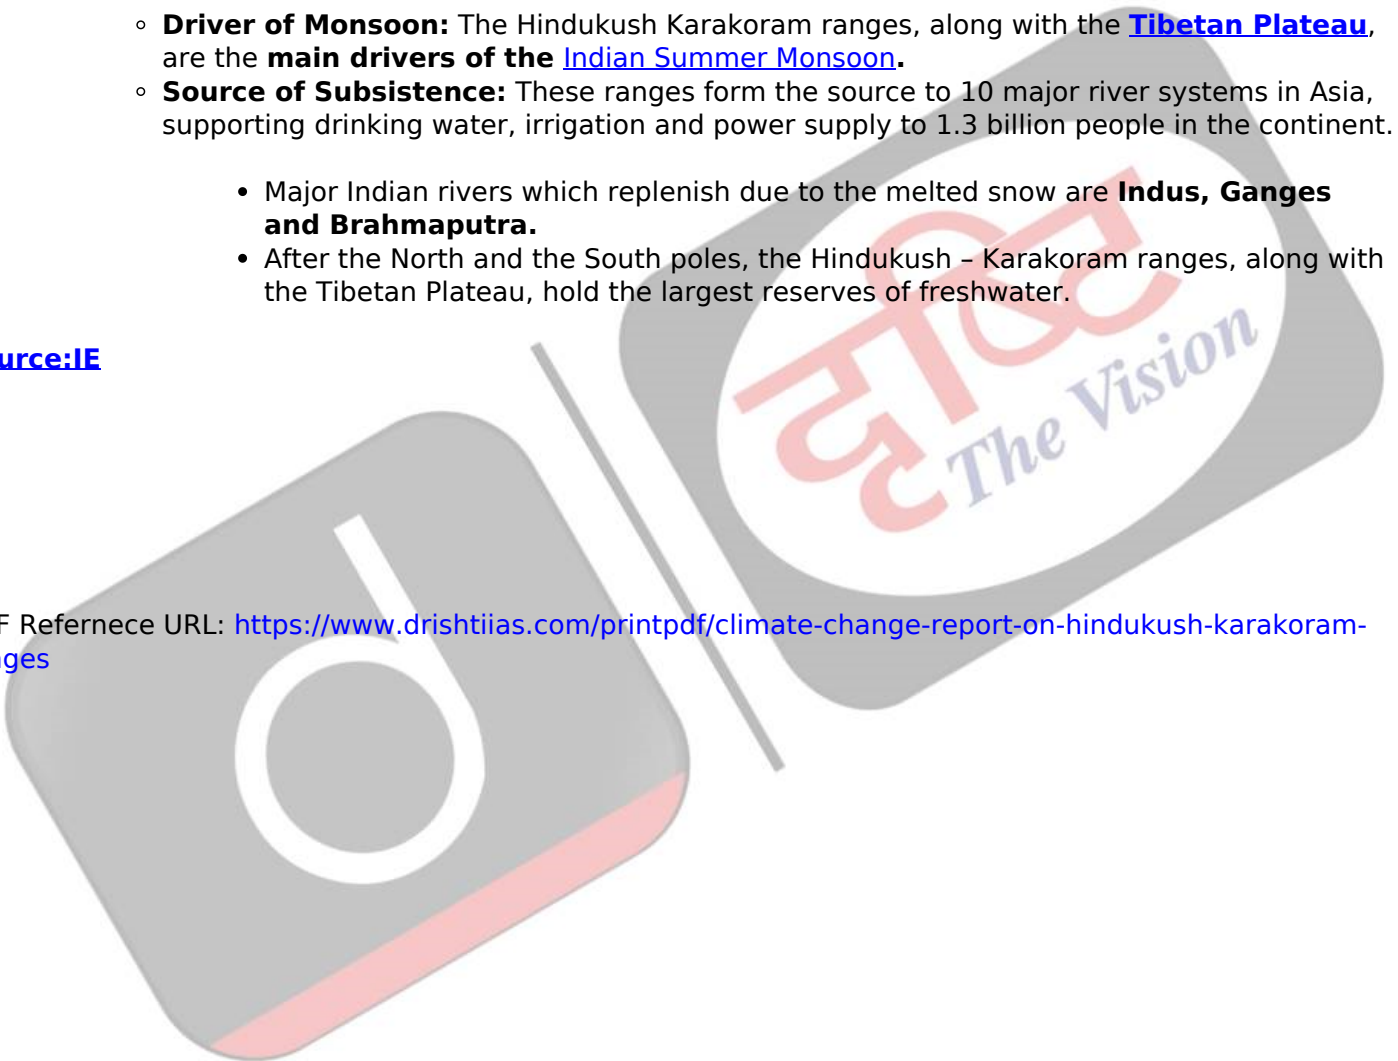 Driver of Monsoon: The Hindukush Karakoram ranges, along with the Tibetan Plateau,
are the main drivers of the Indian Summer Monsoon.
Source of Subsistence: These ranges form the source to 10 major river systems in Asia,
supporting drinking water, irrigation and power supply to 1.3 billion people in the continent.
Major Indian rivers which replenish due to the melted snow are Indus, Ganges
and Brahmaputra.
After the North and the South poles, the Hindukush – Karakoram ranges, along with
the Tibetan Plateau, hold the largest reserves of freshwater.
urce:IE
दृष्टि
The Vision
d
F Refernece URL: https://www.drishtiias.com/printpdf/climate-change-report-on-hindukush-karakoram-
ges